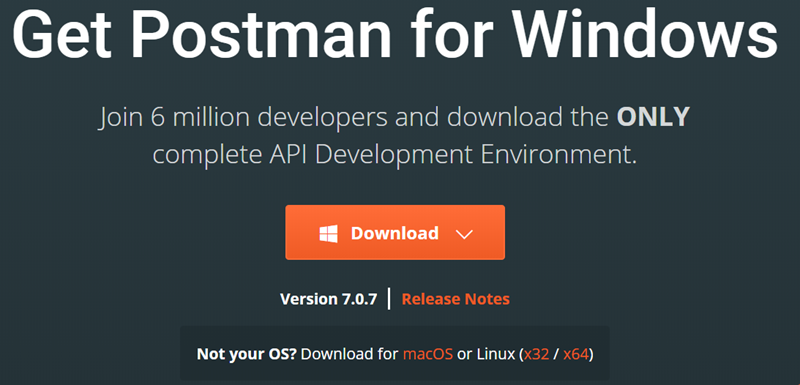 Get Postman for Windows
Join 6 million developers and download the ONLY
complete API Development Environment.
Download
Version 7.0.7 | Release Notes
Not your OS? Download for macOS or Linux (x32 / x64)